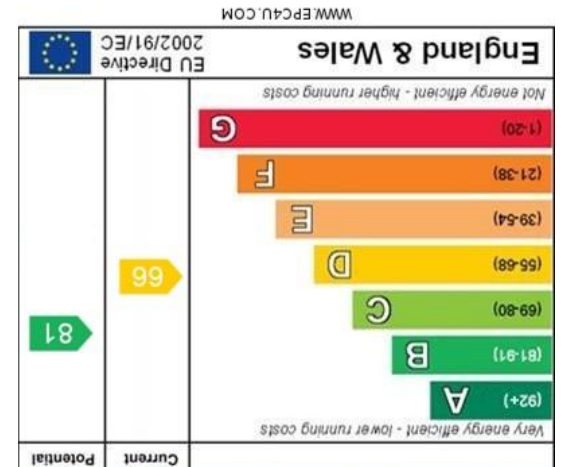 Current
Potential
Very energy efficient - lower running costs
(92+) A
(81-91) B
(69-80) C
(55-68) D
(39-54) E
(21-38) F
(1-20) G
66
81
Not energy efficient - higher running costs
England & Wales
EU Directive
2002/91/EC
WWW.EPC4U.COM